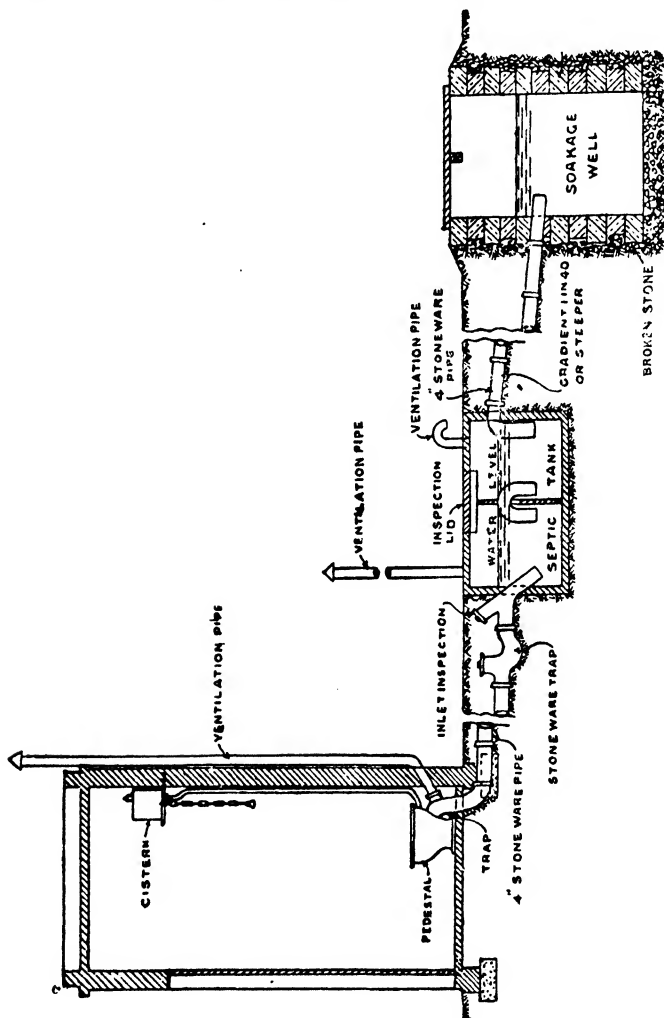 VENTILATION PIPE
CISTERN
PEDESTAL
TRAP
4" STONE WARE PIPE
STONE WARE TRAP
INLET INSPECTION
VENTILATION PIPE
INSPECTION
LID
VENTILATION PIPE
WATER LEVEL
SEPTIC TANK
4" STONEWARE
PIPE
GRADIENT 1 IN 40
OR STEEPER
SOAKAGE
WELL
BROKEN STONE